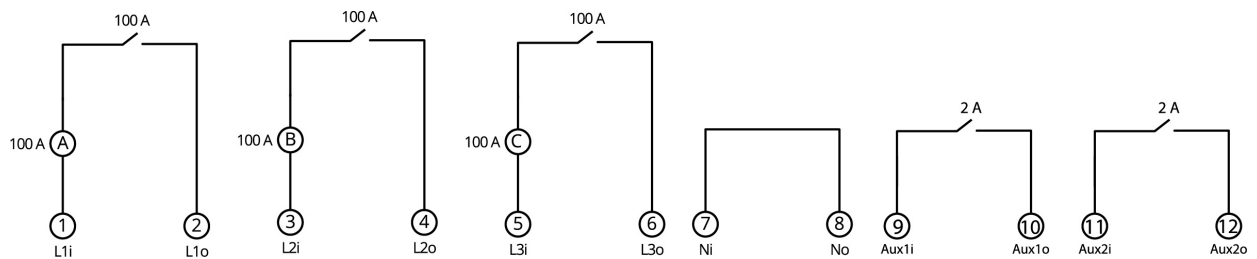 100 A
100 A
100 A
2 A
2 A
100 A A
100 A B
100 A C
1 2 3 4 5 6 7 8 9 10 11 12
L1i L1o L2i L2o L3i L3o Ni No Aux1i Aux1o Aux2i Aux2o